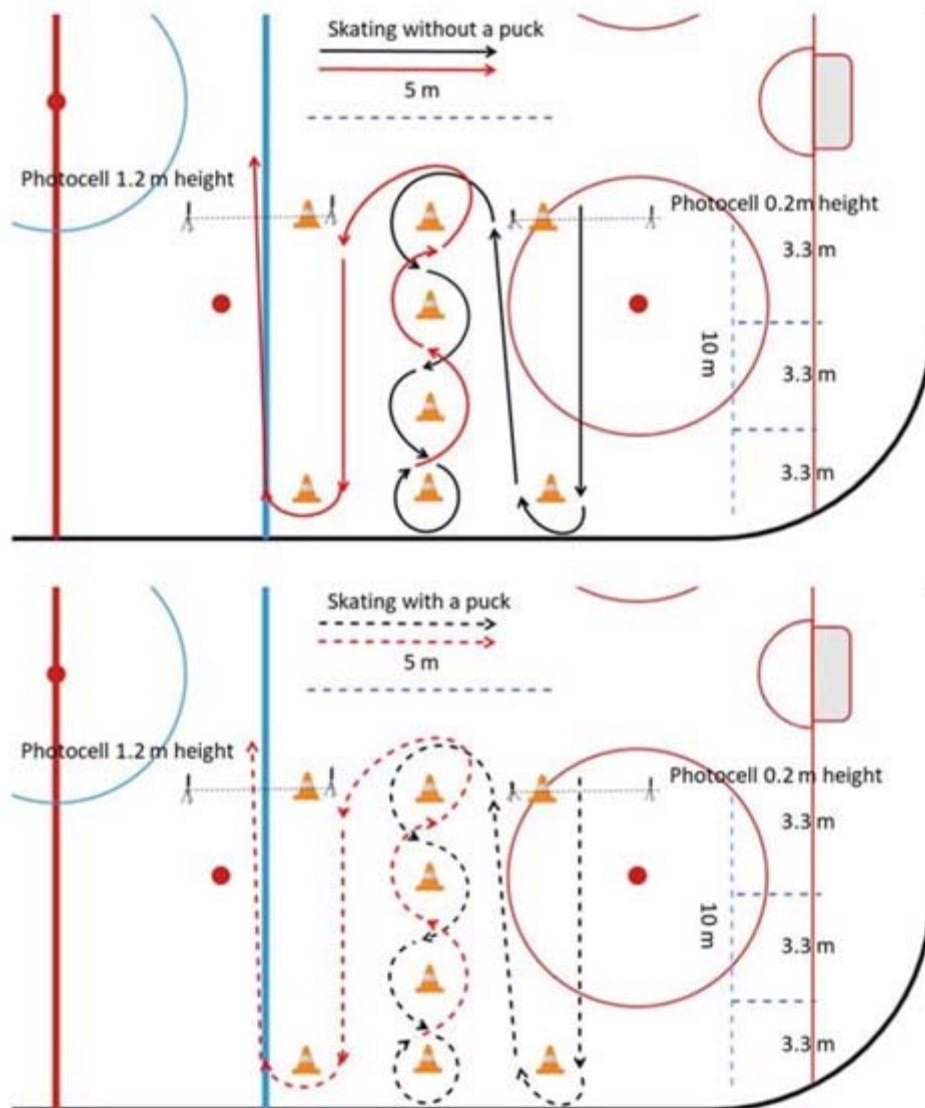 Skating without a puck
5 m
Photocell 1.2 m height
Photocell 0.2m height
3.3 m
10 m
3.3 m
3.3 m
Skating with a puck
5 m
Photocell 1.2 m height
Photocell 0.2 m height
3.3 m
10 m
3.3 m
3.3 m